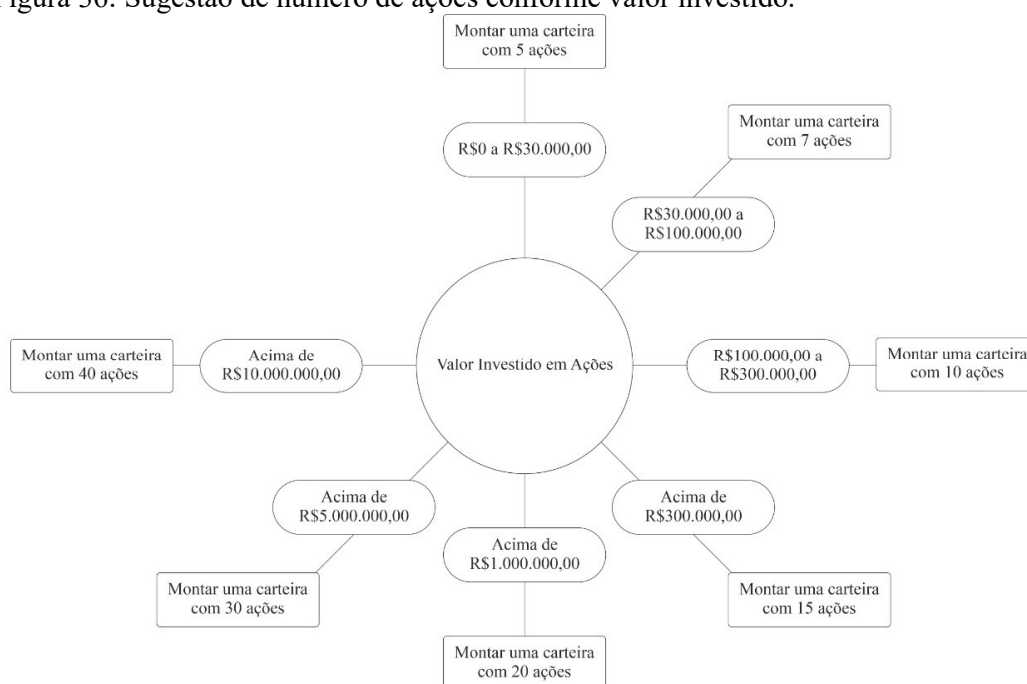 Figura 36: Sugestão de número de ações conforme valor investido.
Montar uma carteira
com 5 ações
R$0 a R$30.000,00
Montar uma carteira
com 7 ações
R$30.000,00 a
R$100.000,00
Valor Investido em Ações
R$100.000,00 a
R$300.000,00
Montar uma carteira
com 10 ações
Acima de
R$300.000,00
Montar uma carteira
com 15 ações
Acima de
R$1.000.000,00
Montar uma carteira
com 20 ações
Acima de
R$5.000.000,00
Montar uma carteira
com 30 ações
Acima de
R$10.000.000,00
Montar uma carteira
com 40 ações